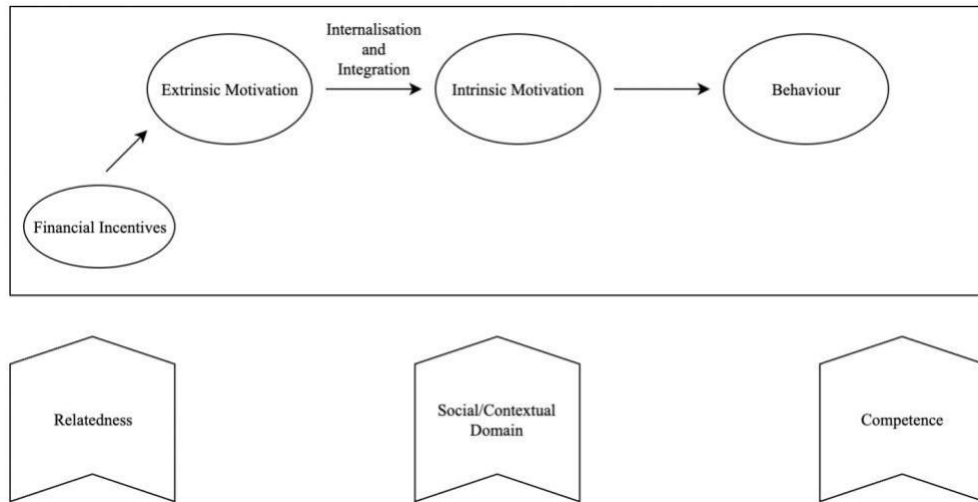 Internalisation
and
Integration
Extrinsic Motivation
Intrinsic Motivation
Behaviour
Financial Incentives
Relatedness
Social/Contextual
Domain
Competence